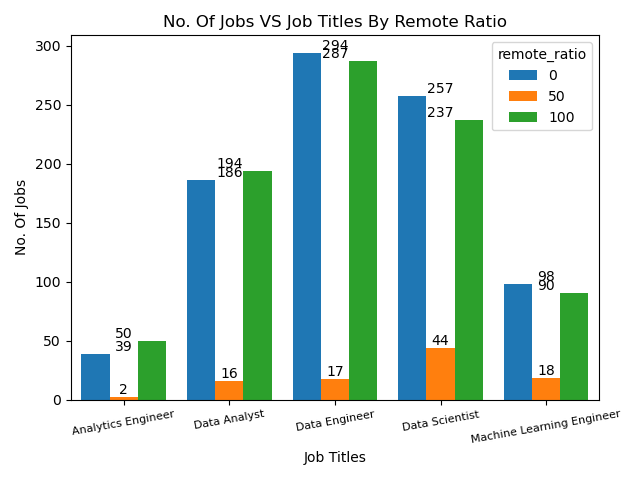 No. Of Jobs VS Job Titles By Remote Ratio
No. Of Jobs
300
250
200
150
100
50
0
remote_ratio
0
50
100
50
39
2
194
186
16
294
287
17
257
237
44
98
90
18
Analytics Engineer
Data Analyst
Data Engineer
Data Scientist
Machine Learning Engineer
Job Titles